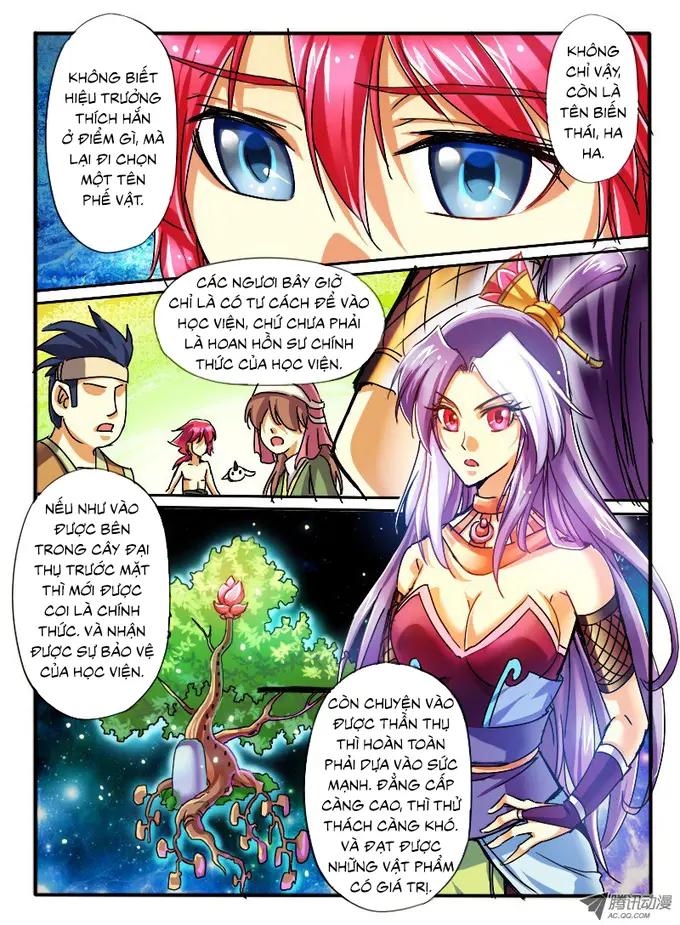 KHÔNG BIẾT
HIỆU TRƯỞNG
THÍCH HẮN
Ở ĐIỂM GÌ, MÀ
LẠI ĐI CHỌN
MỘT TÊN
PHẾ VẬT.
KHÔNG
CHỈ VẬY,
CÒN LÀ
TÊN BIẾN
THÁI, HA
HA.
CÁC NGƯƠI BÂY GIỜ
CHỈ LÀ CÓ TƯ CÁCH ĐỂ VÀO
HỌC VIỆN, CHỨ CHƯA PHẢI
LÀ HOAN HỒN SƯ CHÍNH
THỨC CỦA HỌC VIỆN.
NẾU NHƯ VÀO
ĐƯỢC BÊN
TRONG CÂY ĐẠI
THỤ TRƯỚC MẶT
THÌ MỚI ĐƯỢC
COI LÀ CHÍNH
THỨC. VÀ NHẬN
ĐƯỢC SỰ BẢO VỆ
CỦA HỌC VIỆN.
CÒN CHUYỆN VÀO
ĐƯỢC THẦN THỤ
THÌ HOÀN TOÀN
PHẢI DỰA VÀO SỨC
MẠNH. ĐẲNG CẤP
CÀNG CAO, THÌ THỬ
THÁCH CÀNG KHÓ.
VÀ ĐẠT ĐƯỢC
NHỮNG VẬT PHẨM
CÓ GIÁ TRỊ.
腾讯动漫
AC.QQ.COM